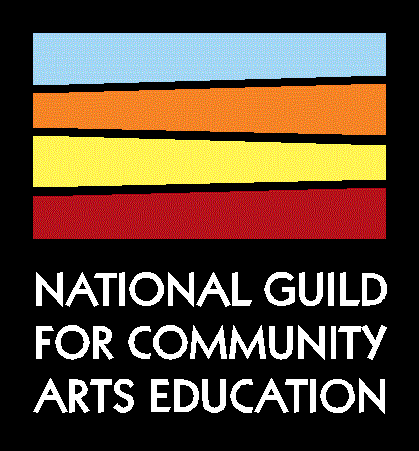 NATIONAL GUILD
FOR COMMUNITY
ARTS EDUCATION